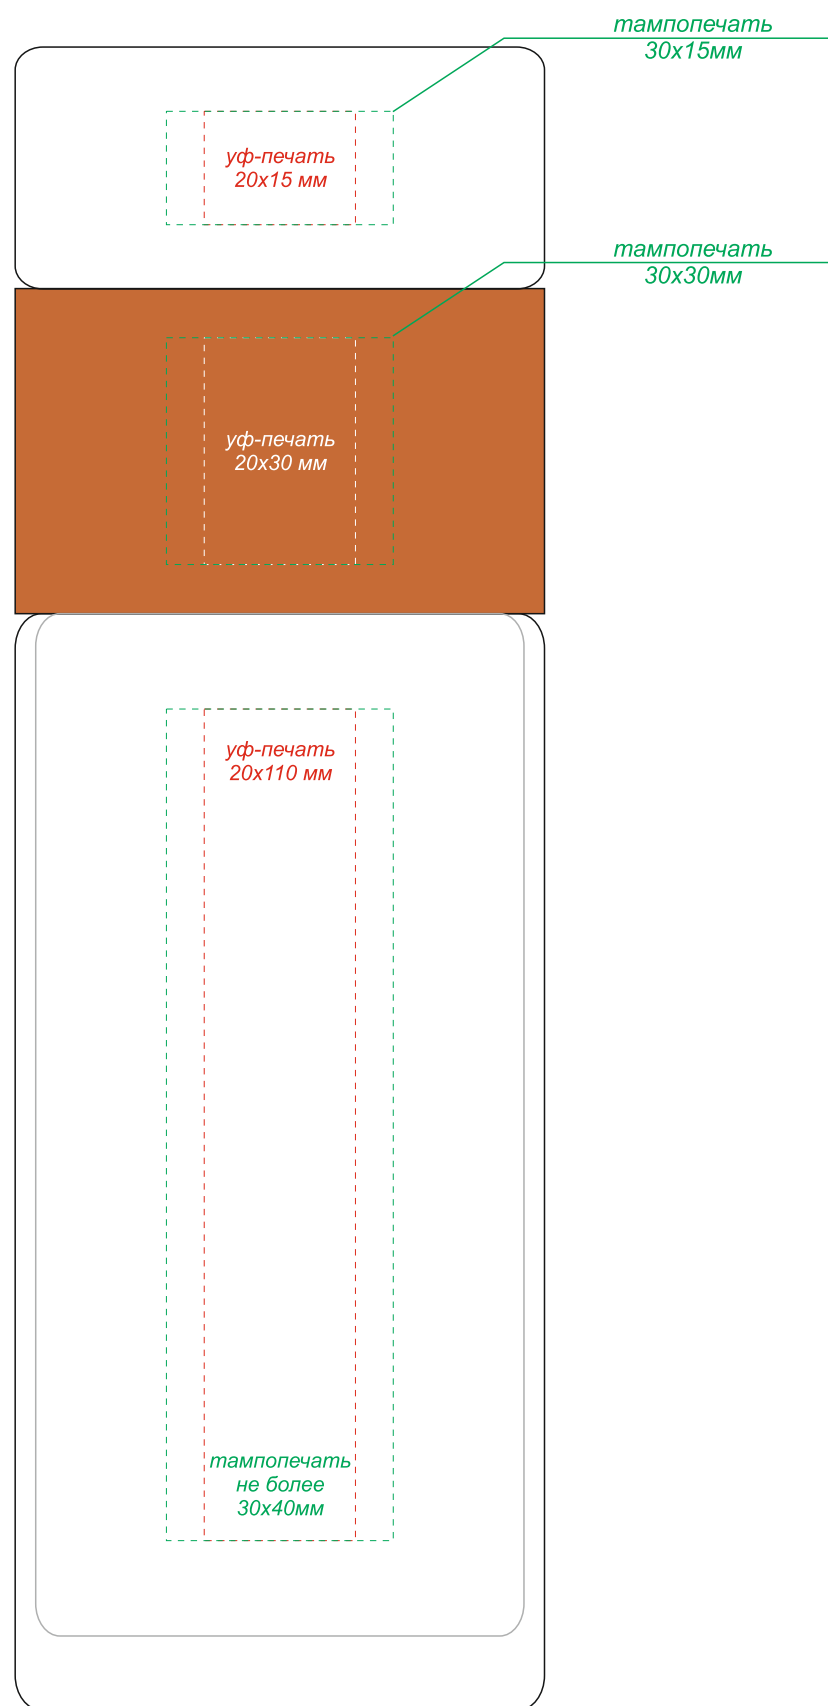 тампопечать
30х15мм
уф-печать
20х15 мм
тампопечать
30х30мм
уф-печать
20х30 мм
уф-печать
20х110 мм
тампопечать
не более
30х40мм